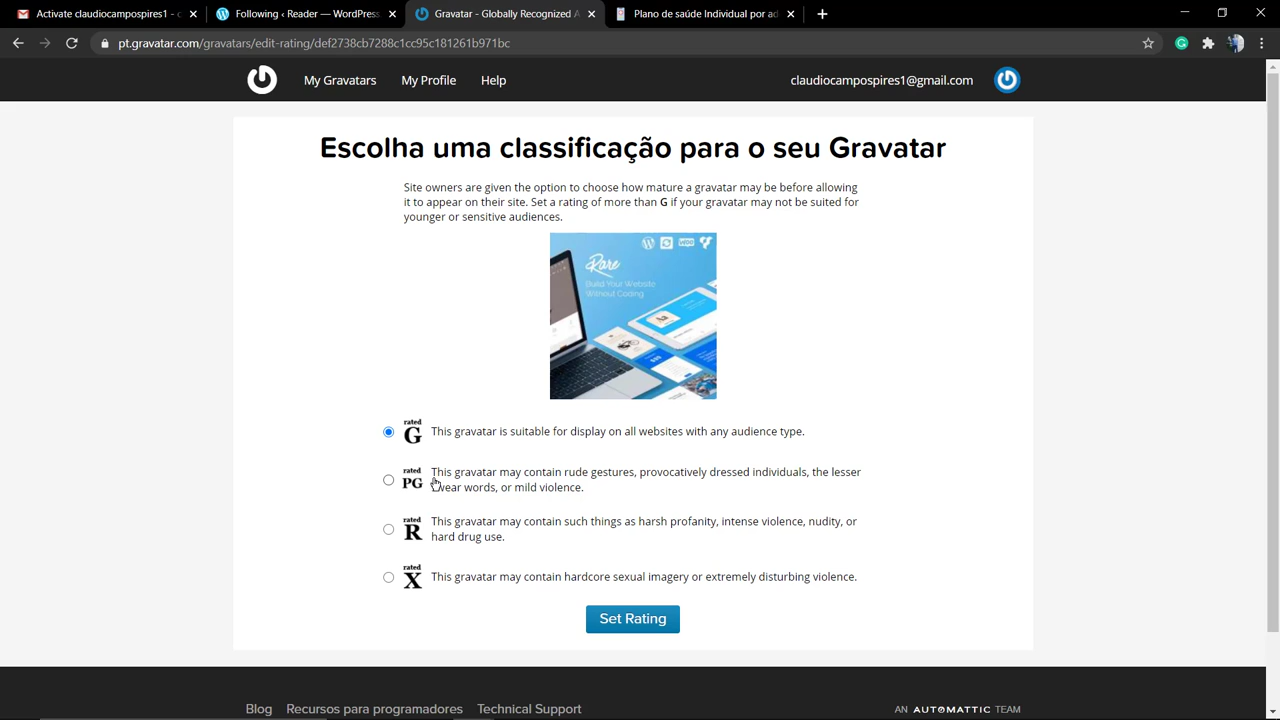 Activate claudiocampospires1 - c
Following ‹ Reader — WordPress.
Gravatar - Globally Recognized A
Plano de saúde Individual por ad
pt.gravatar.com/gravatars/edit-rating/def2738cb7288c1cc95c181261b971bc
My Gravatars
My Profile
Help
claudiocampospires1@gmail.com
Escolha uma classificação para o seu Gravatar
Site owners are given the option to choose how mature a gravatar may be before allowing
it to appear on their site. Set a rating of more than G if your gravatar may not be suited for
younger or sensitive audiences.
WOO
Rare
Build Your Website
Without Coding
rated
G
This gravatar is suitable for display on all websites with any audience type.
rated
PG
This gravatar may contain rude gestures, provocatively dressed individuals, the lesser
swear words, or mild violence.
rated
R
This gravatar may contain such things as harsh profanity, intense violence, nudity, or
hard drug use.
rated
X
This gravatar may contain hardcore sexual imagery or extremely disturbing violence.
Set Rating
Blog
Recursos para programadores
Technical Support
AN AUTOMATTIC TEAM